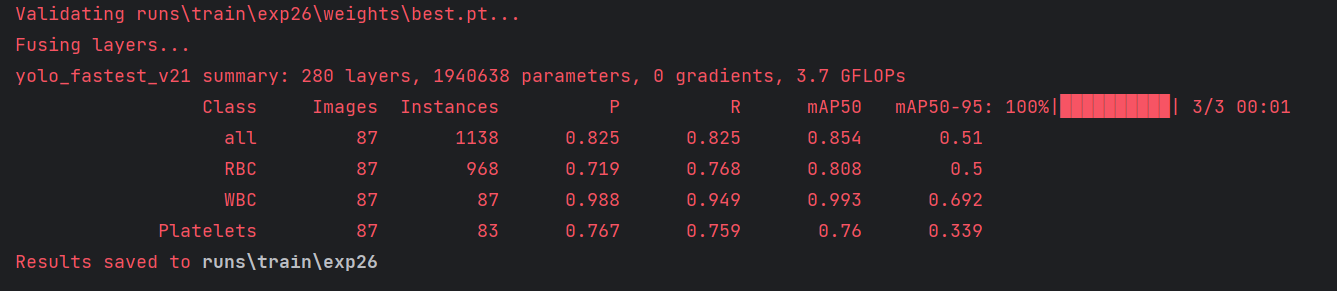 Validating runs\train\exp26\weights\best.pt...
Fusing layers...
yolo_fastest_v21 summary: 280 layers, 1940638 parameters, 0 gradients, 3.7 GFLOPs
Class Images Instances P R mAP50 mAP50-95: 100%|██████████| 3/3 00:01
all 87 1138 0.825 0.825 0.854 0.51
RBC 87 968 0.719 0.768 0.808 0.5
WBC 87 87 0.988 0.949 0.993 0.692
Platelets 87 83 0.767 0.759 0.76 0.339
Results saved to runs\train\exp26